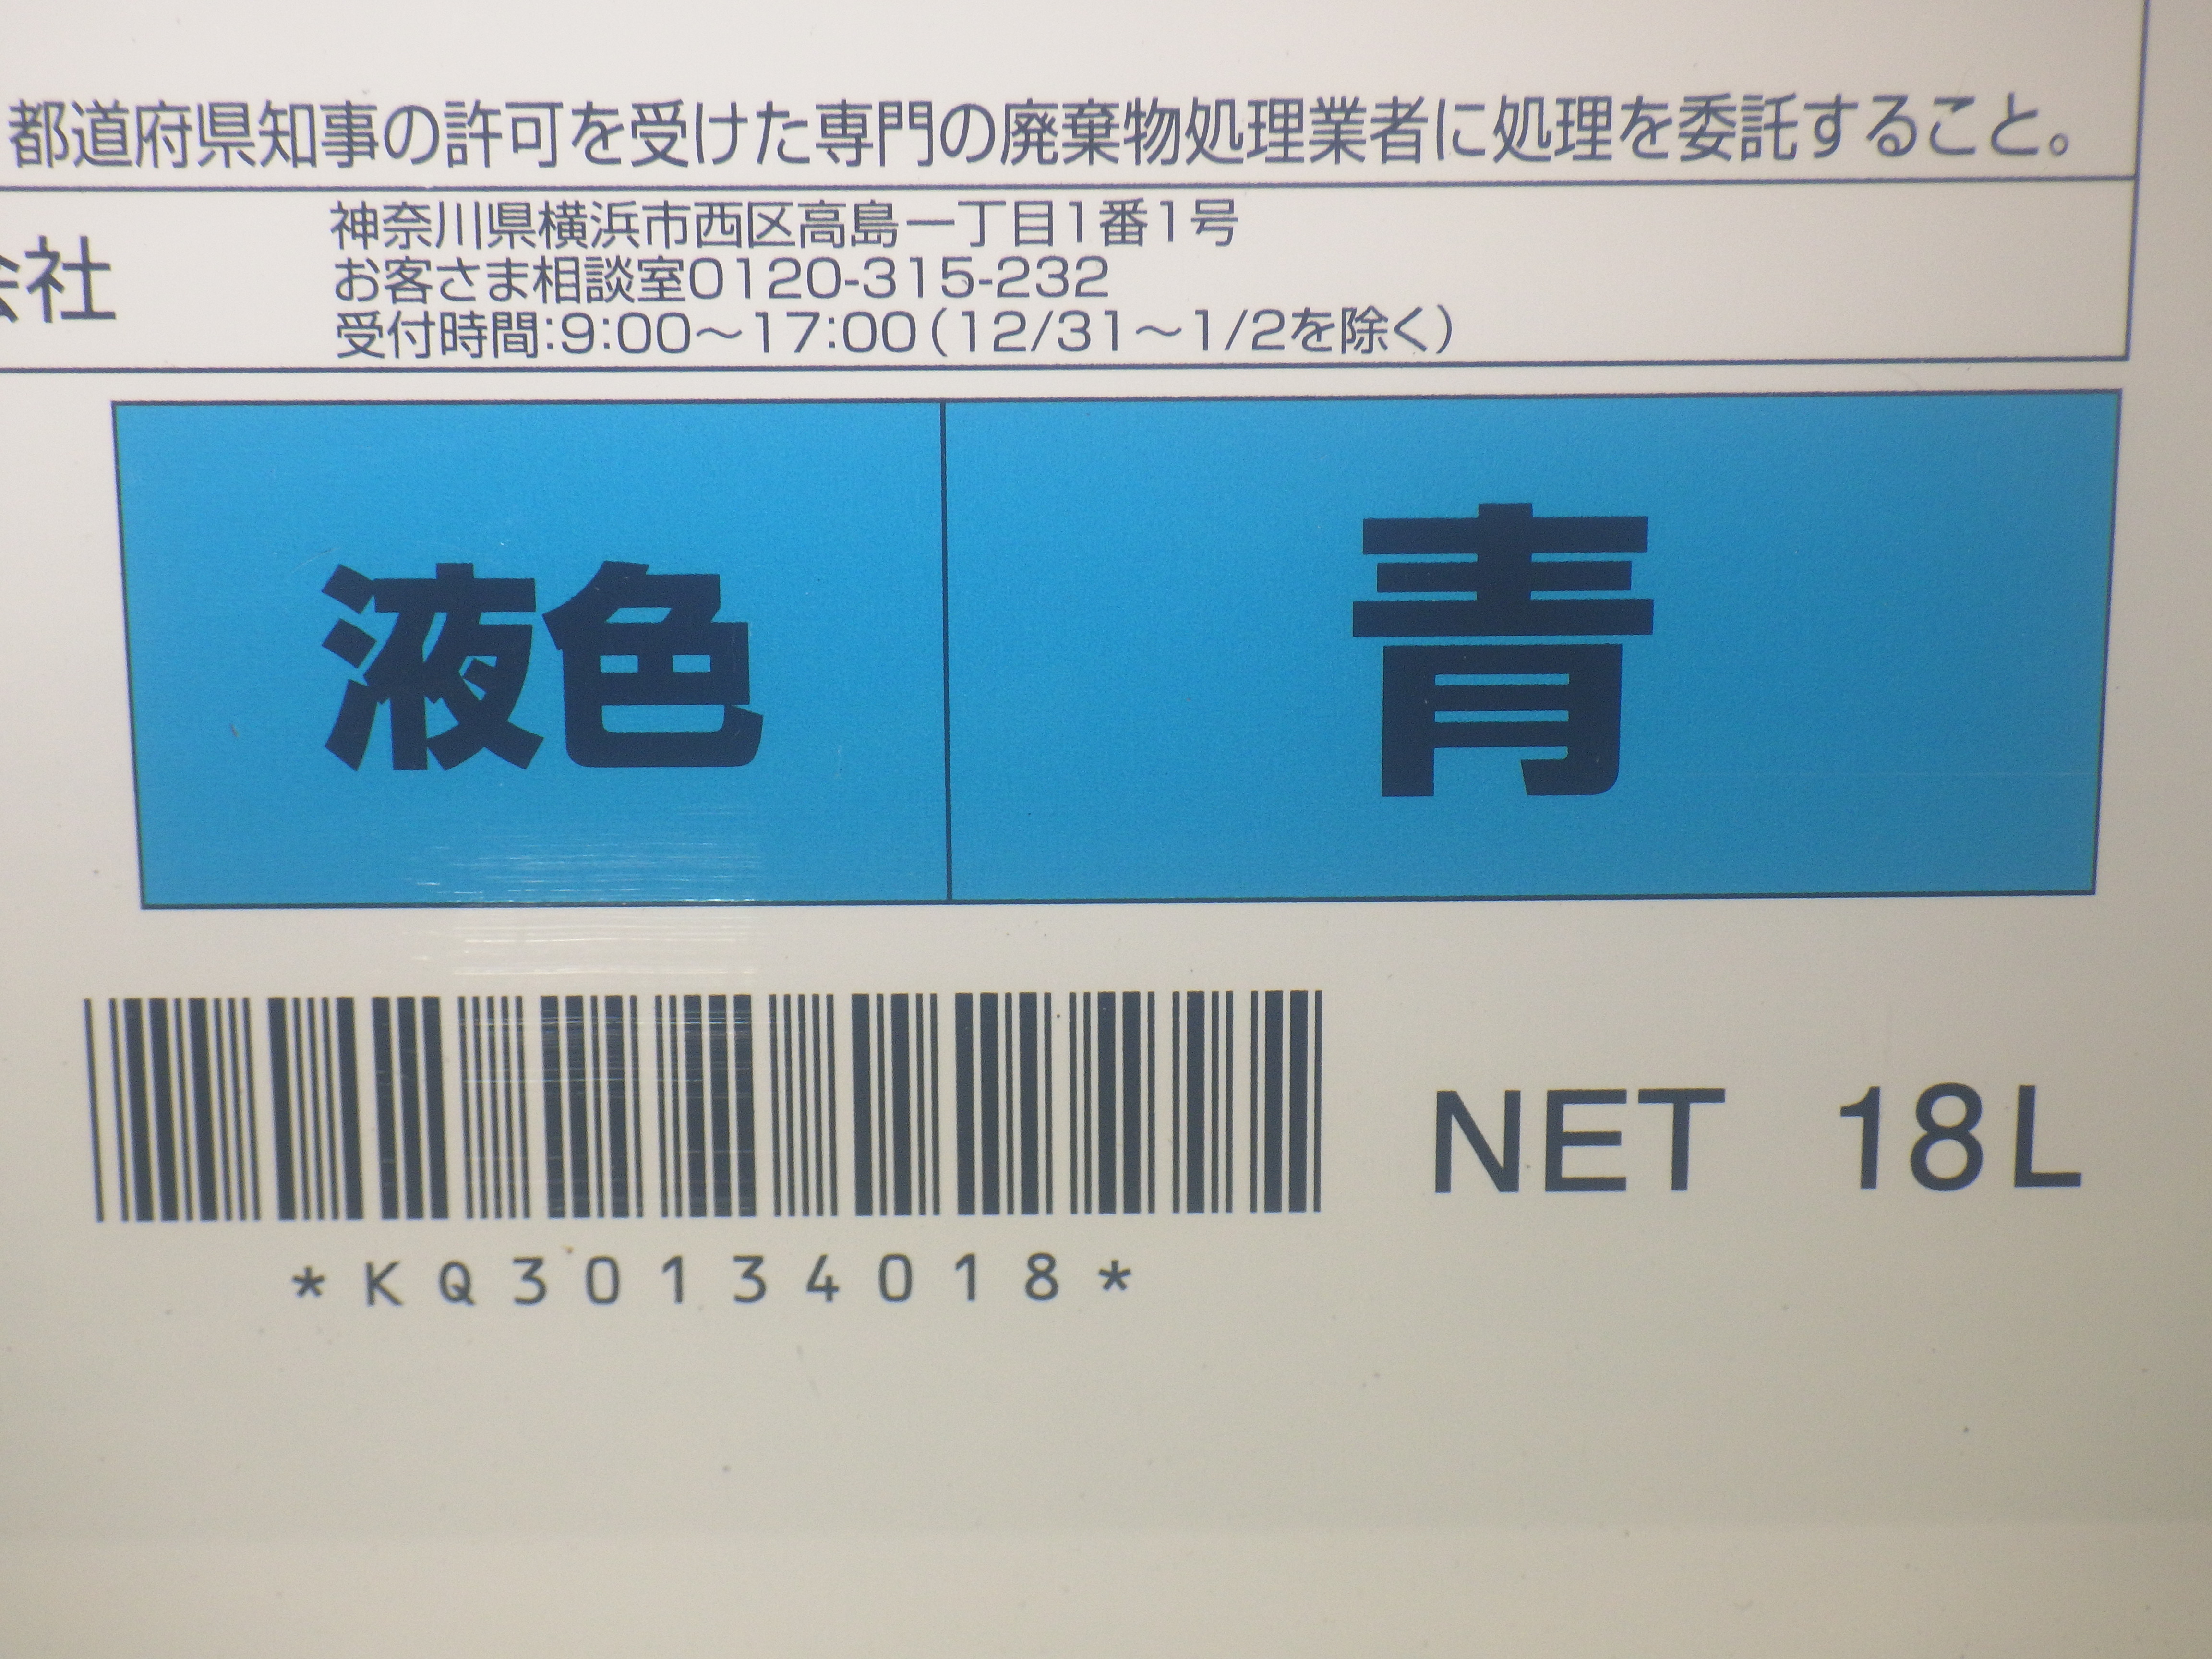 都道府県知事の許可を受けた専門の廃棄物処理業者に処理を委託すること。
会社
神奈川県横浜市西区高島一丁目1番1号
お客さま相談室0120-315-232
受付時間:9:00～17:00(12/31～1/2を除く)
液色 青
NET 18L
*KQ30134018*